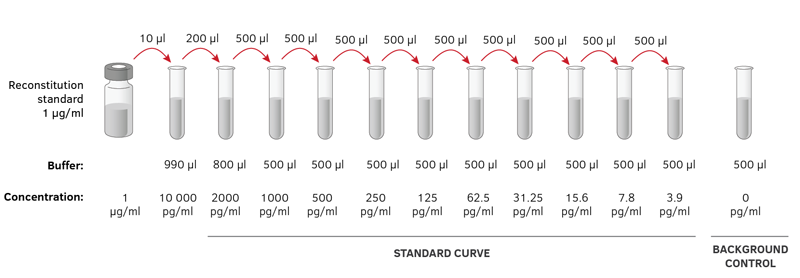 10 µl 200 µl 500 µl 500 µl 500 µl 500 µl 500 µl 500 µl 500 µl 500 µl 500 µl
Reconstitution
standard
1 µg/ml
Buffer: 990 µl 800 µl 500 µl 500 µl 500 µl 500 µl 500 µl 500 µl 500 µl 500 µl 500 µl 500 µl
Concentration: 1 10 000 2000 1000 500 250 125 62.5 31.25 15.6 7.8 3.9 0
µg/ml pg/ml pg/ml pg/ml pg/ml pg/ml pg/ml pg/ml pg/ml pg/ml pg/ml pg/ml pg/ml
STANDARD CURVE
BACKGROUND
CONTROL